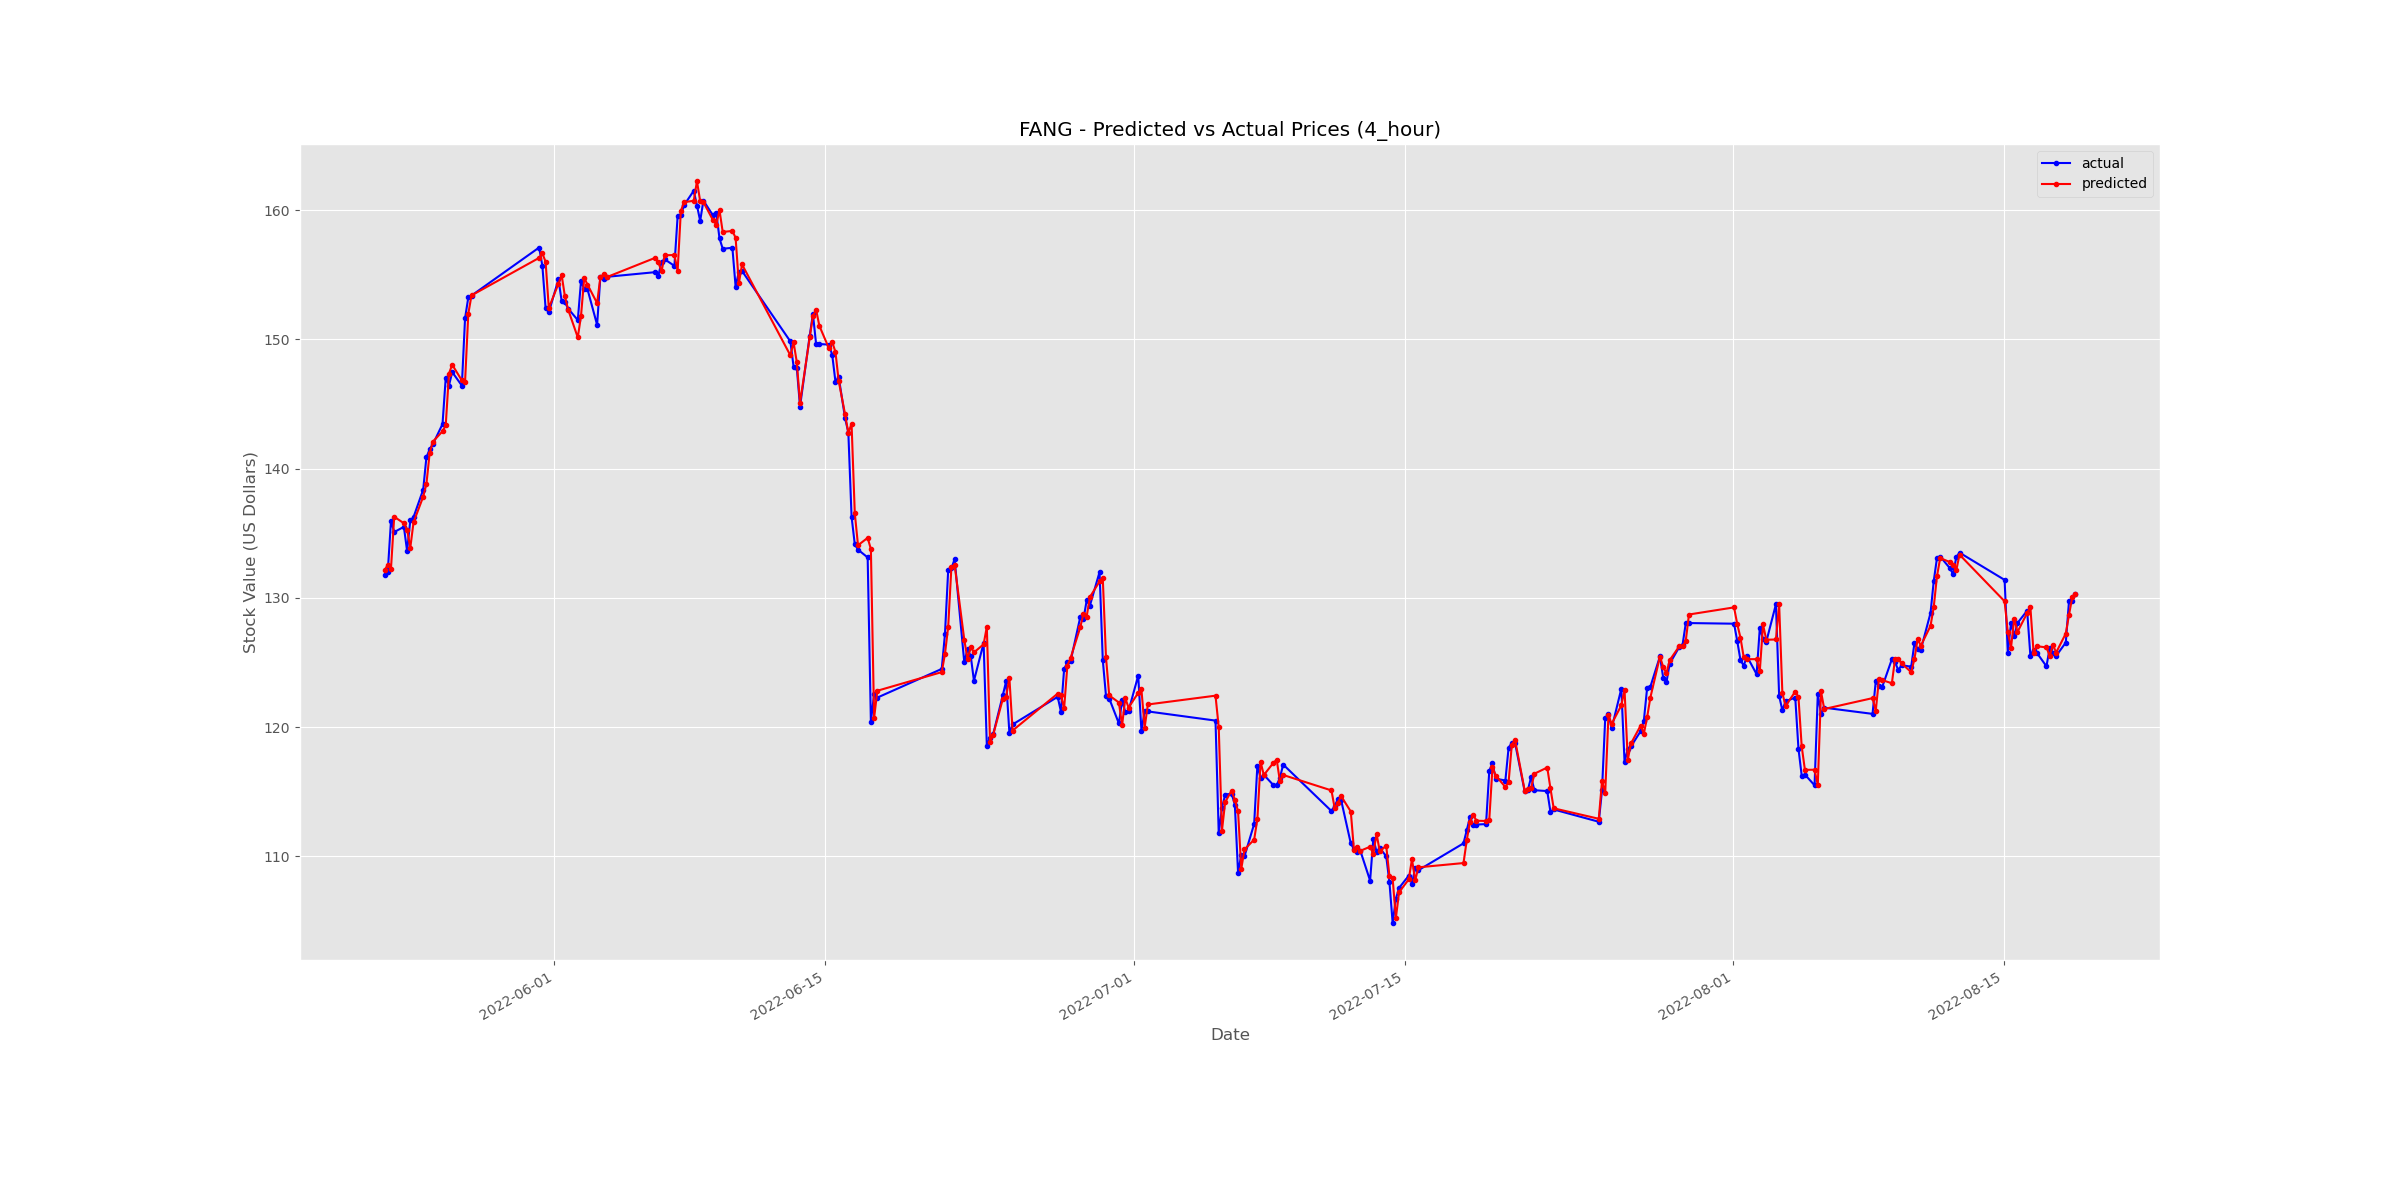 FANG - Predicted vs Actual Prices (4_hour)
actual
predicted
Stock Value (US Dollars)
160
150
140
130
120
110
2022-06-01
2022-06-15
2022-07-01
2022-07-15
2022-08-01
2022-08-15
Date